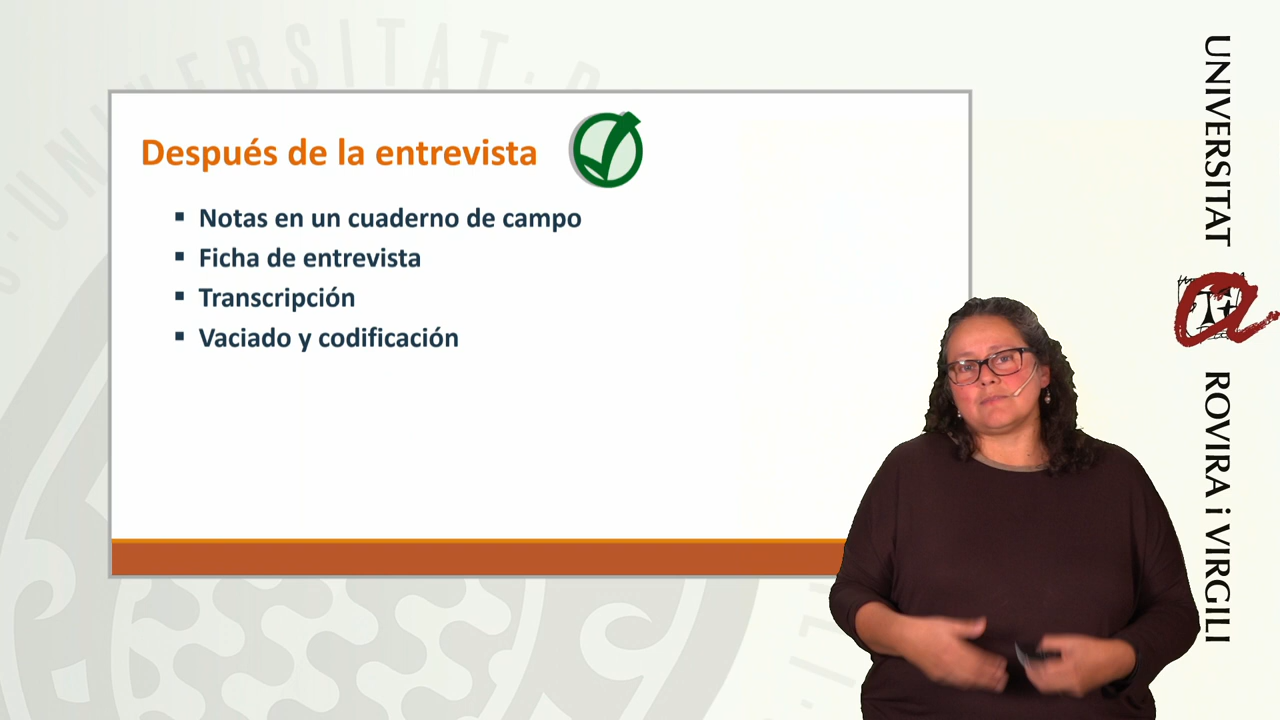 Después de la entrevista
Notas en un cuaderno de campo
Ficha de entrevista
Transcripción
Vaciado y codificación
UNIVERSITAT
ROVIRA i VIRGILI